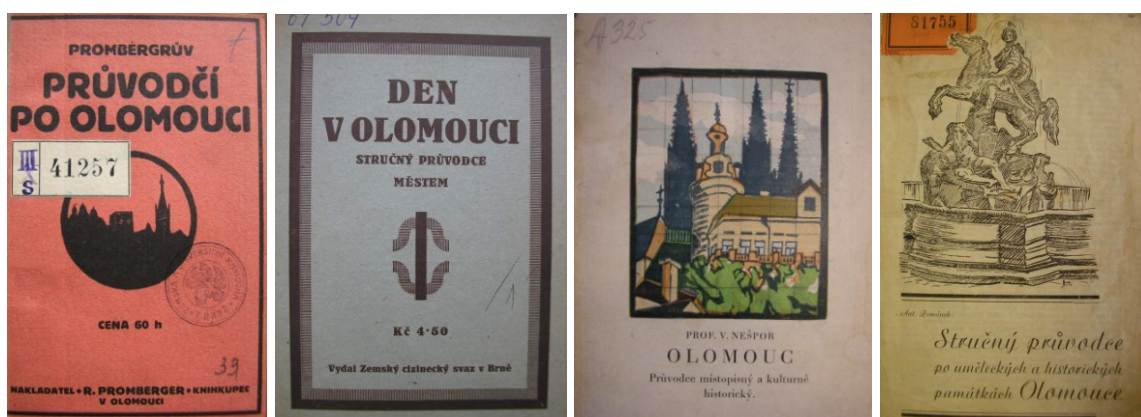 PROMBERGRŮV
PRŮVODČÍ
PO OLOMOUCI
III
S
41257
CENA 60 h
33
NAKLADATEL • R. PROMBERGER • KNIHKUPEC
V OLOMOUCI
DEN
V OLOMOUCI
STRUČNÝ PRŮVODCE
MĚSTEM
Kč 4·50
Vydal Zemský cizinecký svaz v Brně
A 325
PROF. V. NEŠPOR
OLOMOUC
Průvodce místopisný a kulturně
historický.
S1755
Stručný průvodce
po uměleckých a historických
památkách Olomouce